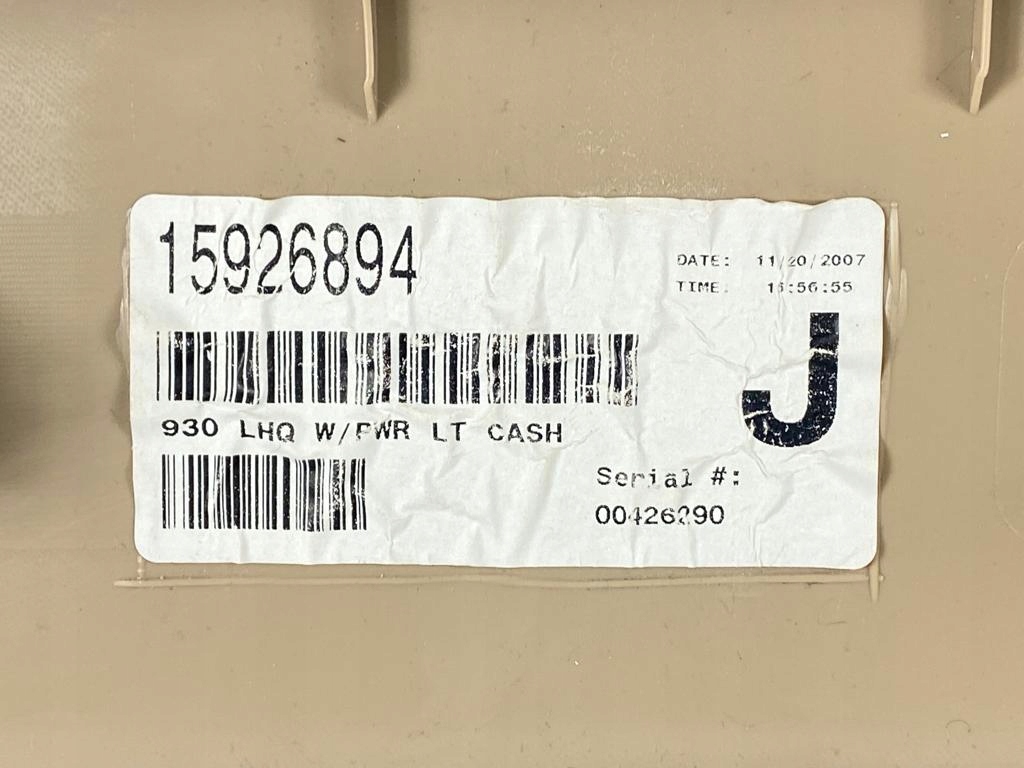 15926894
DATE: 11/20/2007
TIME: 16:56:55
J
930 LHQ W/PWR LT CASH
Serial #:
00426290